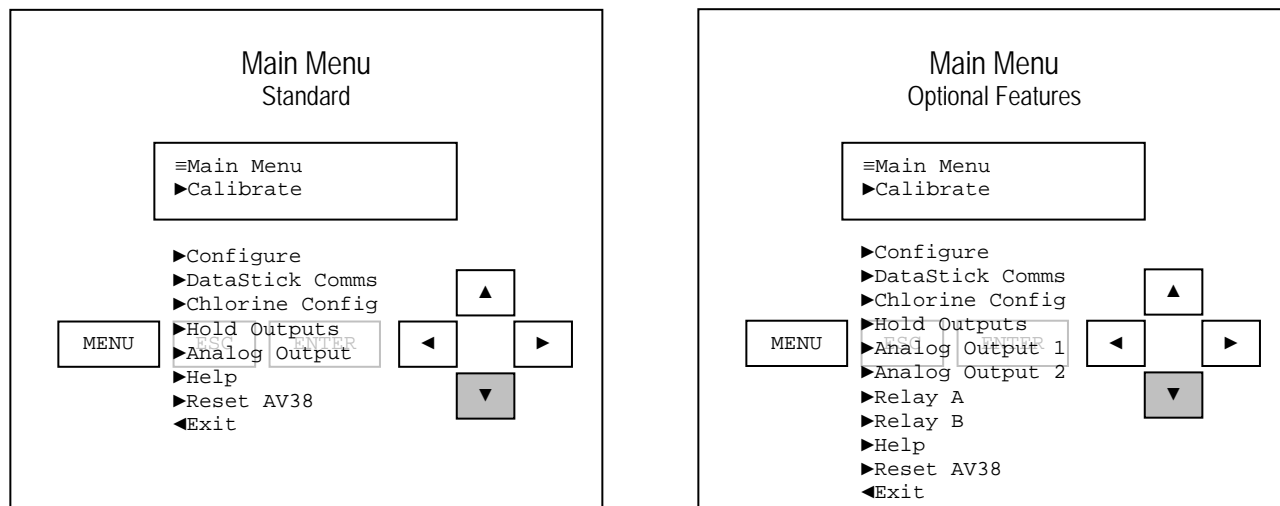 Main Menu
Standard
≡Main Menu
►Calibrate
►Configure
►DataStick Comms
►Chlorine Config
►Hold Outputs
►Analog Output
►Help
►Reset AV38
◄Exit
MENU
ESC
ENTER
▲
◄
►
▼
Main Menu
Optional Features
≡Main Menu
►Calibrate
►Configure
►DataStick Comms
►Chlorine Config
►Hold Outputs
►Analog Output 1
►Analog Output 2
►Relay A
►Relay B
►Help
►Reset AV38
◄Exit
MENU
ESC
ENTER
▲
◄
►
▼